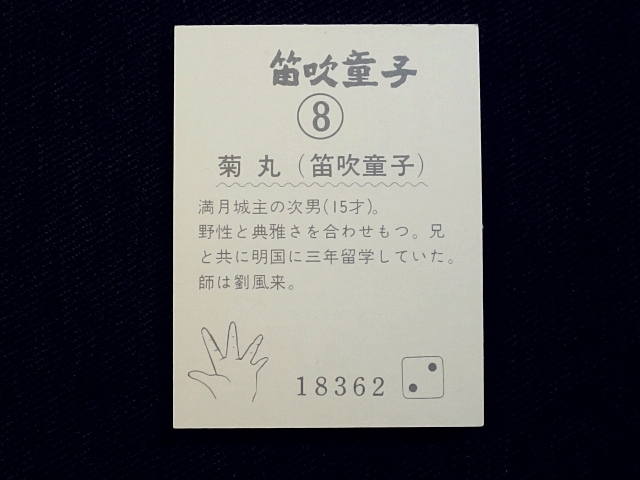 笛吹童子
8
菊丸(笛吹童子)
満月城主の次男(15才)。
野性と典雅さを合わせもつ。兄
と共に明国に三年留学していた。
師は劉風来。
18362